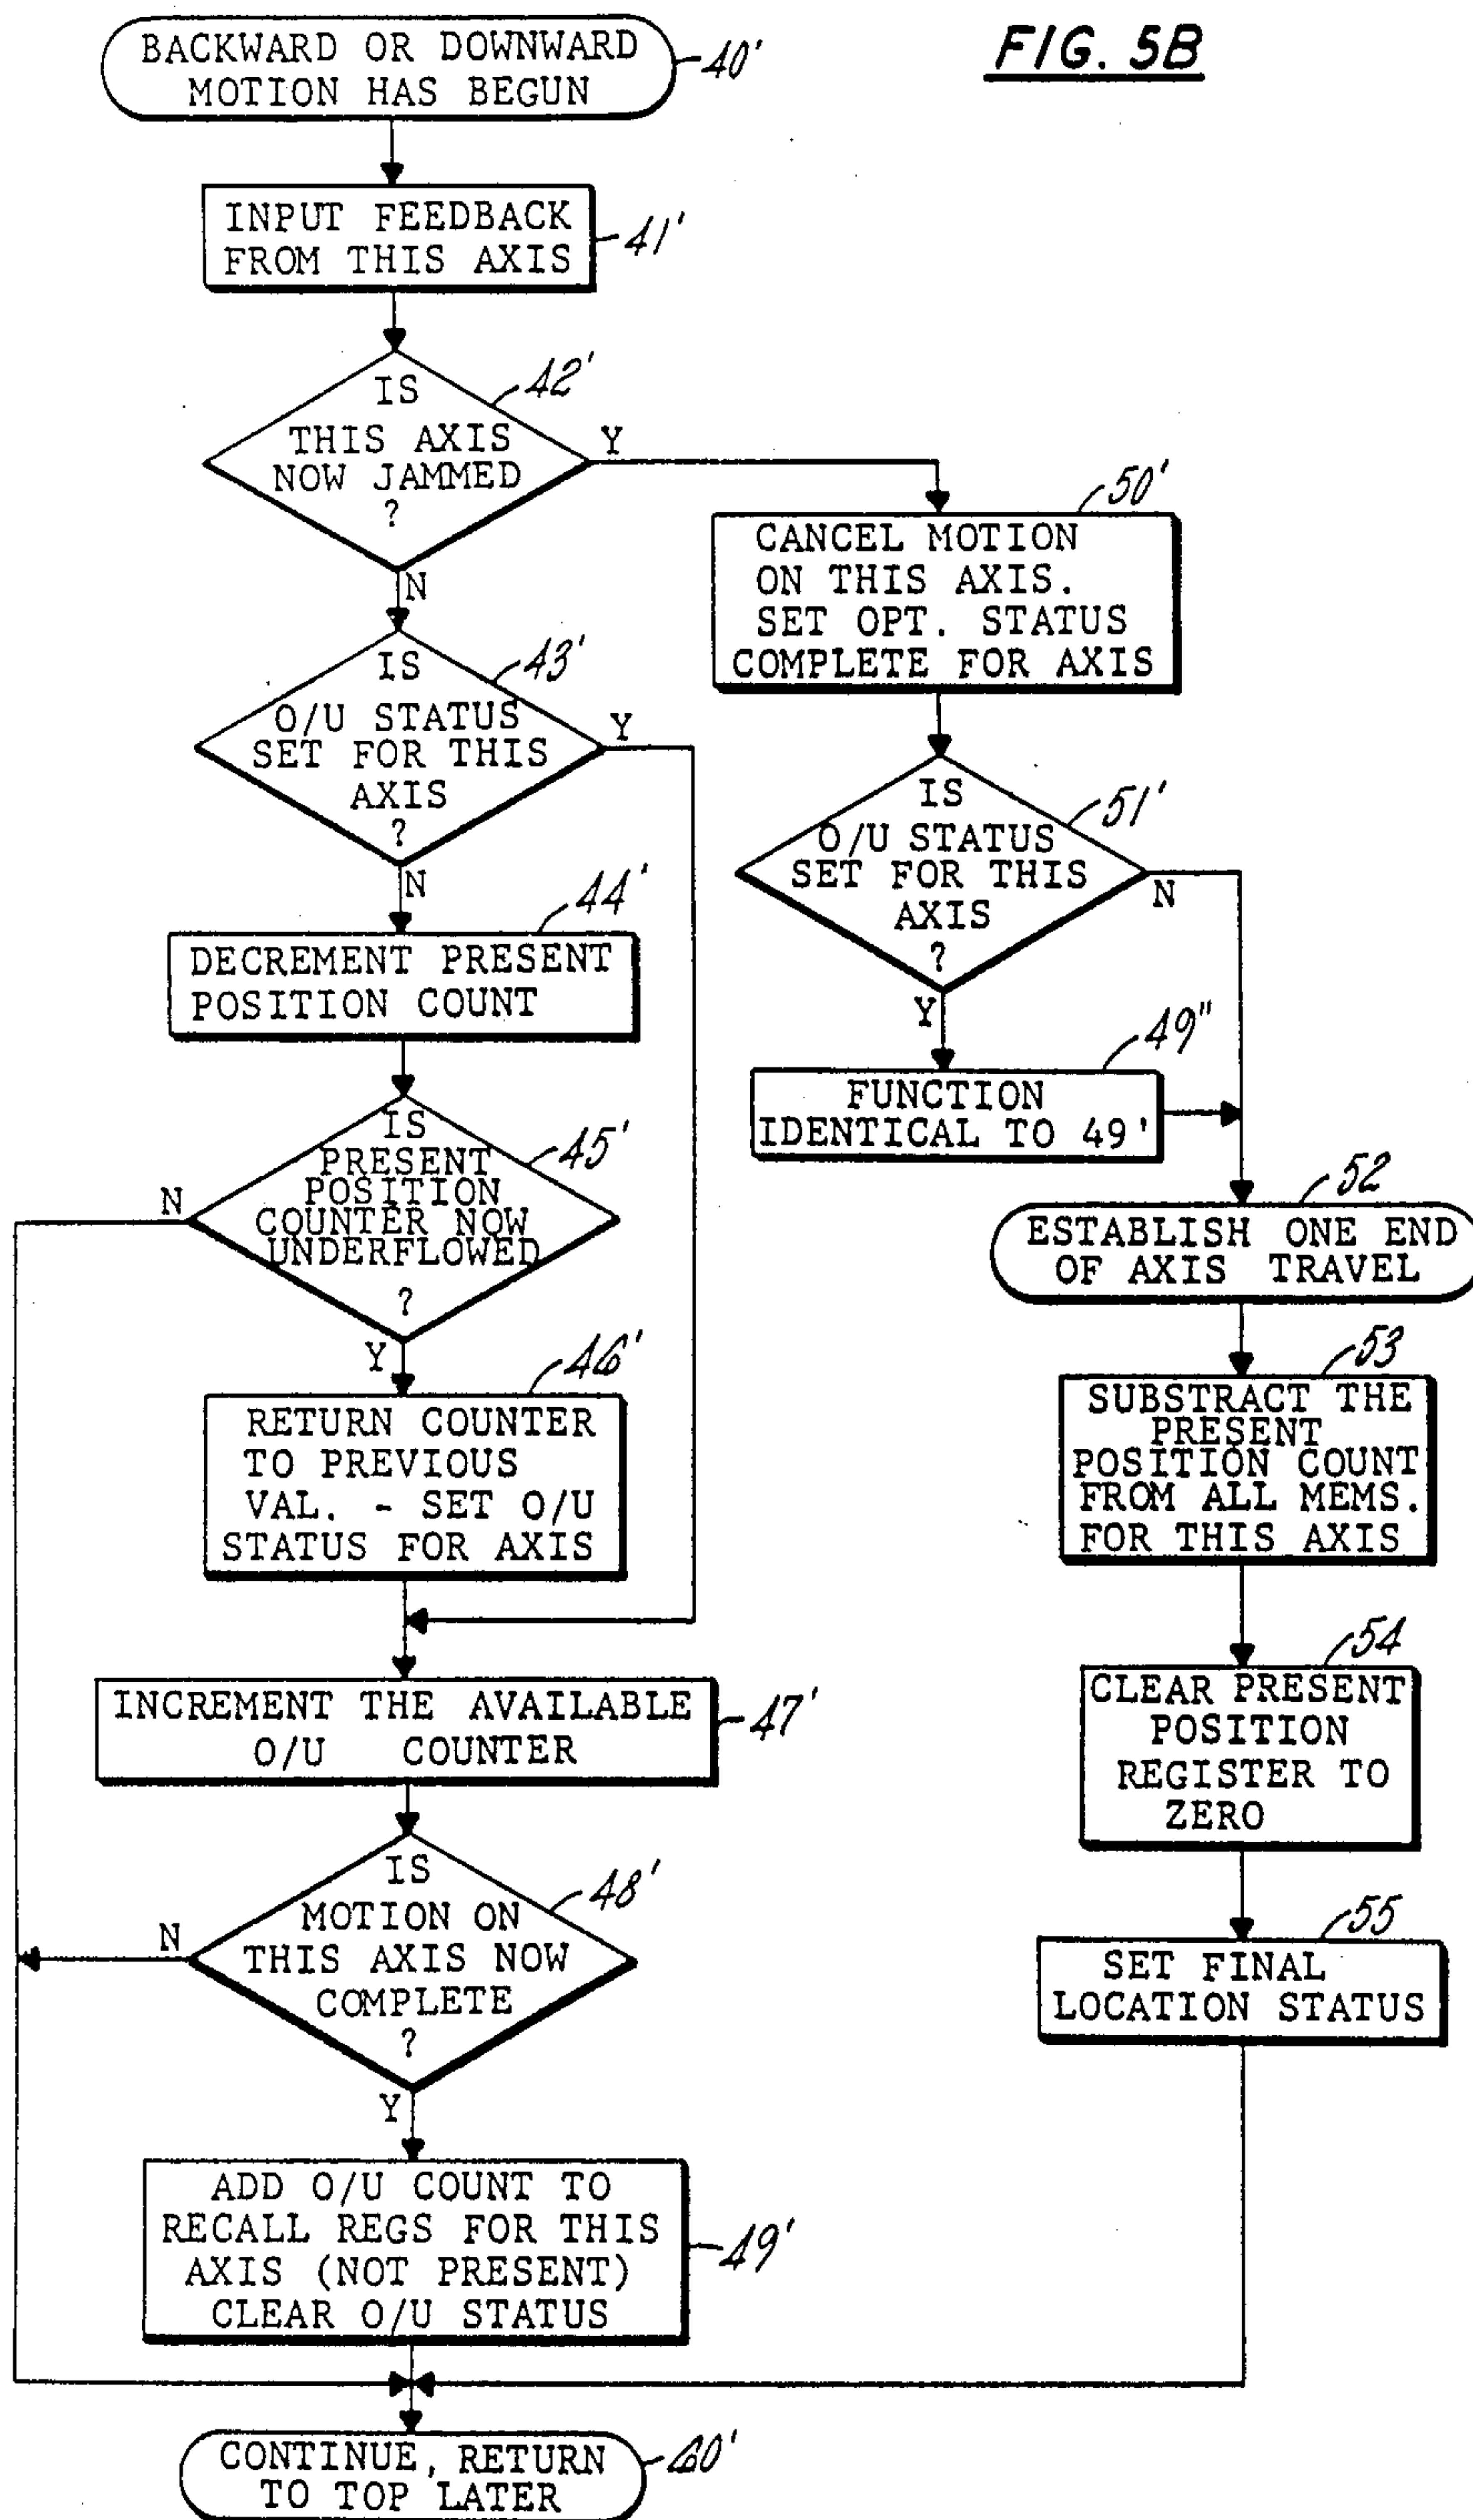 FIG. 5B
BACKWARD OR DOWNWARD
MOTION HAS BEGUN
40'
INPUT FEEDBACK
FROM THIS AXIS
41'
IS
THIS AXIS
NOW JAMMED
?
42'
Y
N
IS
O/U STATUS
SET FOR THIS
AXIS
?
43'
Y
N
DECREMENT PRESENT
POSITION COUNT
44'
IS
PRESENT
POSITION
COUNTER NOW
UNDERFLOWED
?
45'
N
Y
RETURN COUNTER
TO PREVIOUS
VAL. - SET O/U
STATUS FOR AXIS
46'
INCREMENT THE AVAILABLE
O/U COUNTER
47'
IS
MOTION ON
THIS AXIS NOW
COMPLETE
?
48'
N
Y
ADD O/U COUNT TO
RECALL REGS FOR THIS
AXIS (NOT PRESENT)
CLEAR O/U STATUS
49'
CONTINUE, RETURN
TO TOP LATER
60'
CANCEL MOTION
ON THIS AXIS.
SET OPT. STATUS
COMPLETE FOR AXIS
50'
IS
O/U STATUS
SET FOR THIS
AXIS
?
51'
N
Y
FUNCTION
IDENTICAL TO 49'
49"
ESTABLISH ONE END
OF AXIS TRAVEL
52
SUBSTRACT THE
PRESENT
POSITION COUNT
FROM ALL MEMS.
FOR THIS AXIS
53
CLEAR PRESENT
POSITION
REGISTER TO
ZERO
54
SET FINAL
LOCATION STATUS
55